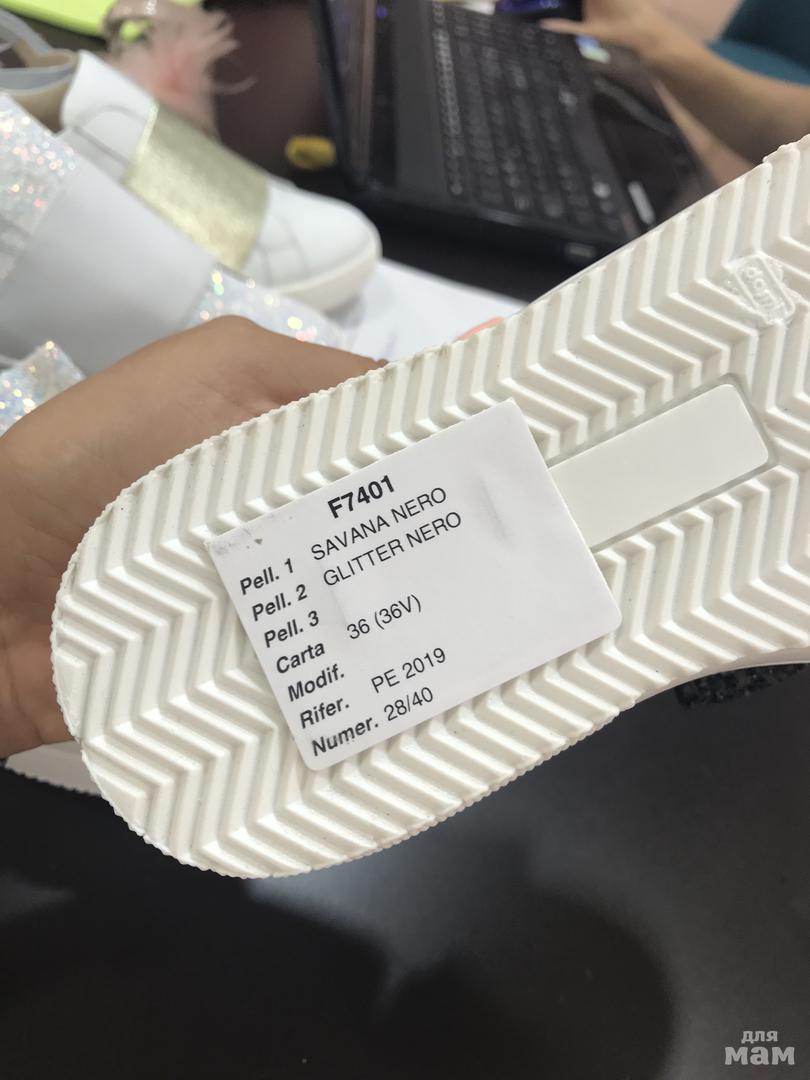 F7401
Pell. 1 SAVANA NERO
Pell. 2 GLITTER NERO
Pell. 3
Carta 36 (36V)
Modif.
Rifer. PE 2019
Numer. 28/40
для
мам